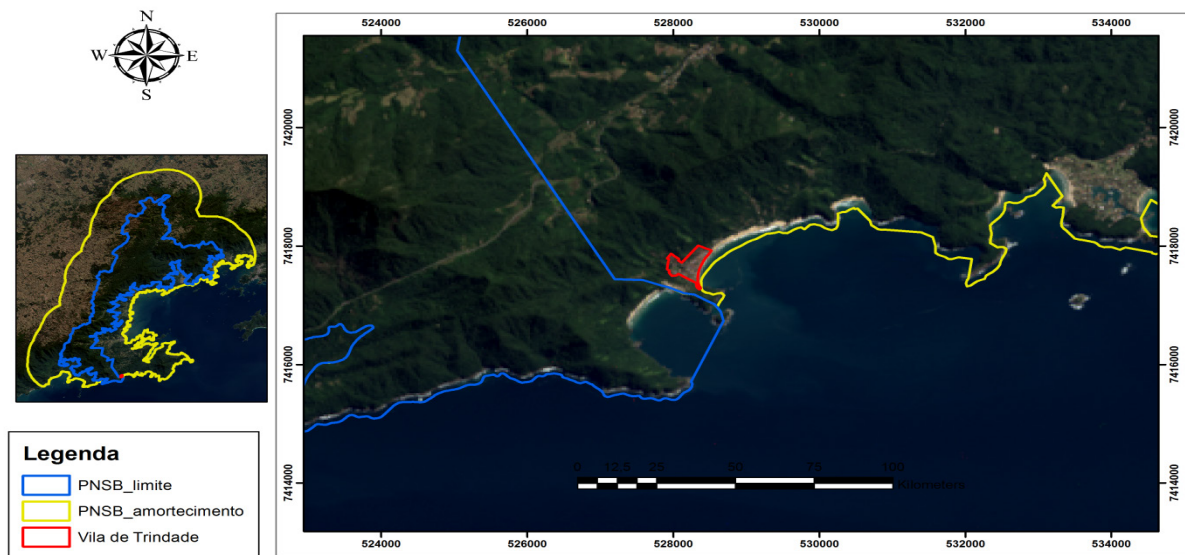 N
W E
S
524000 526000 528000 530000 532000 534000
7420000 7420000
7418000 7418000
7416000 7416000
7414000 7414000
0 12.5 25 50 75 100
Kilometers
524000 526000 528000 530000 532000 534000
Legenda
PNSB_limite
PNSB_amortecimento
Vila de Trindade